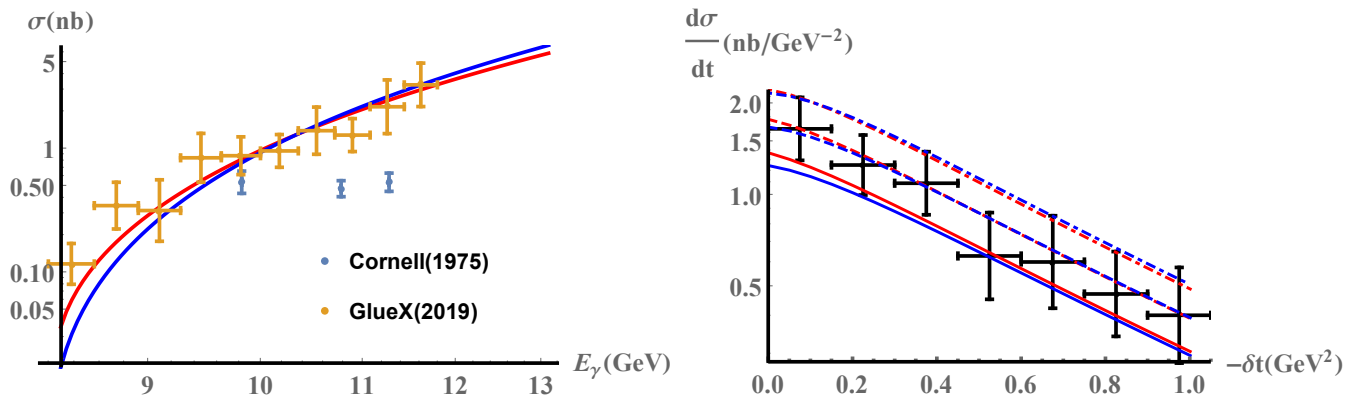 σ(nb)
5
1
0.50
0.10
0.05
Cornell(1975)
GlueX(2019)
9 10 11 12 13
E_γ(GeV)
dσ
(nb/GeV⁻²)
dt
2.0
1.5
1.0
0.5
0.0 0.2 0.4 0.6 0.8 1.0
−δt(GeV²)